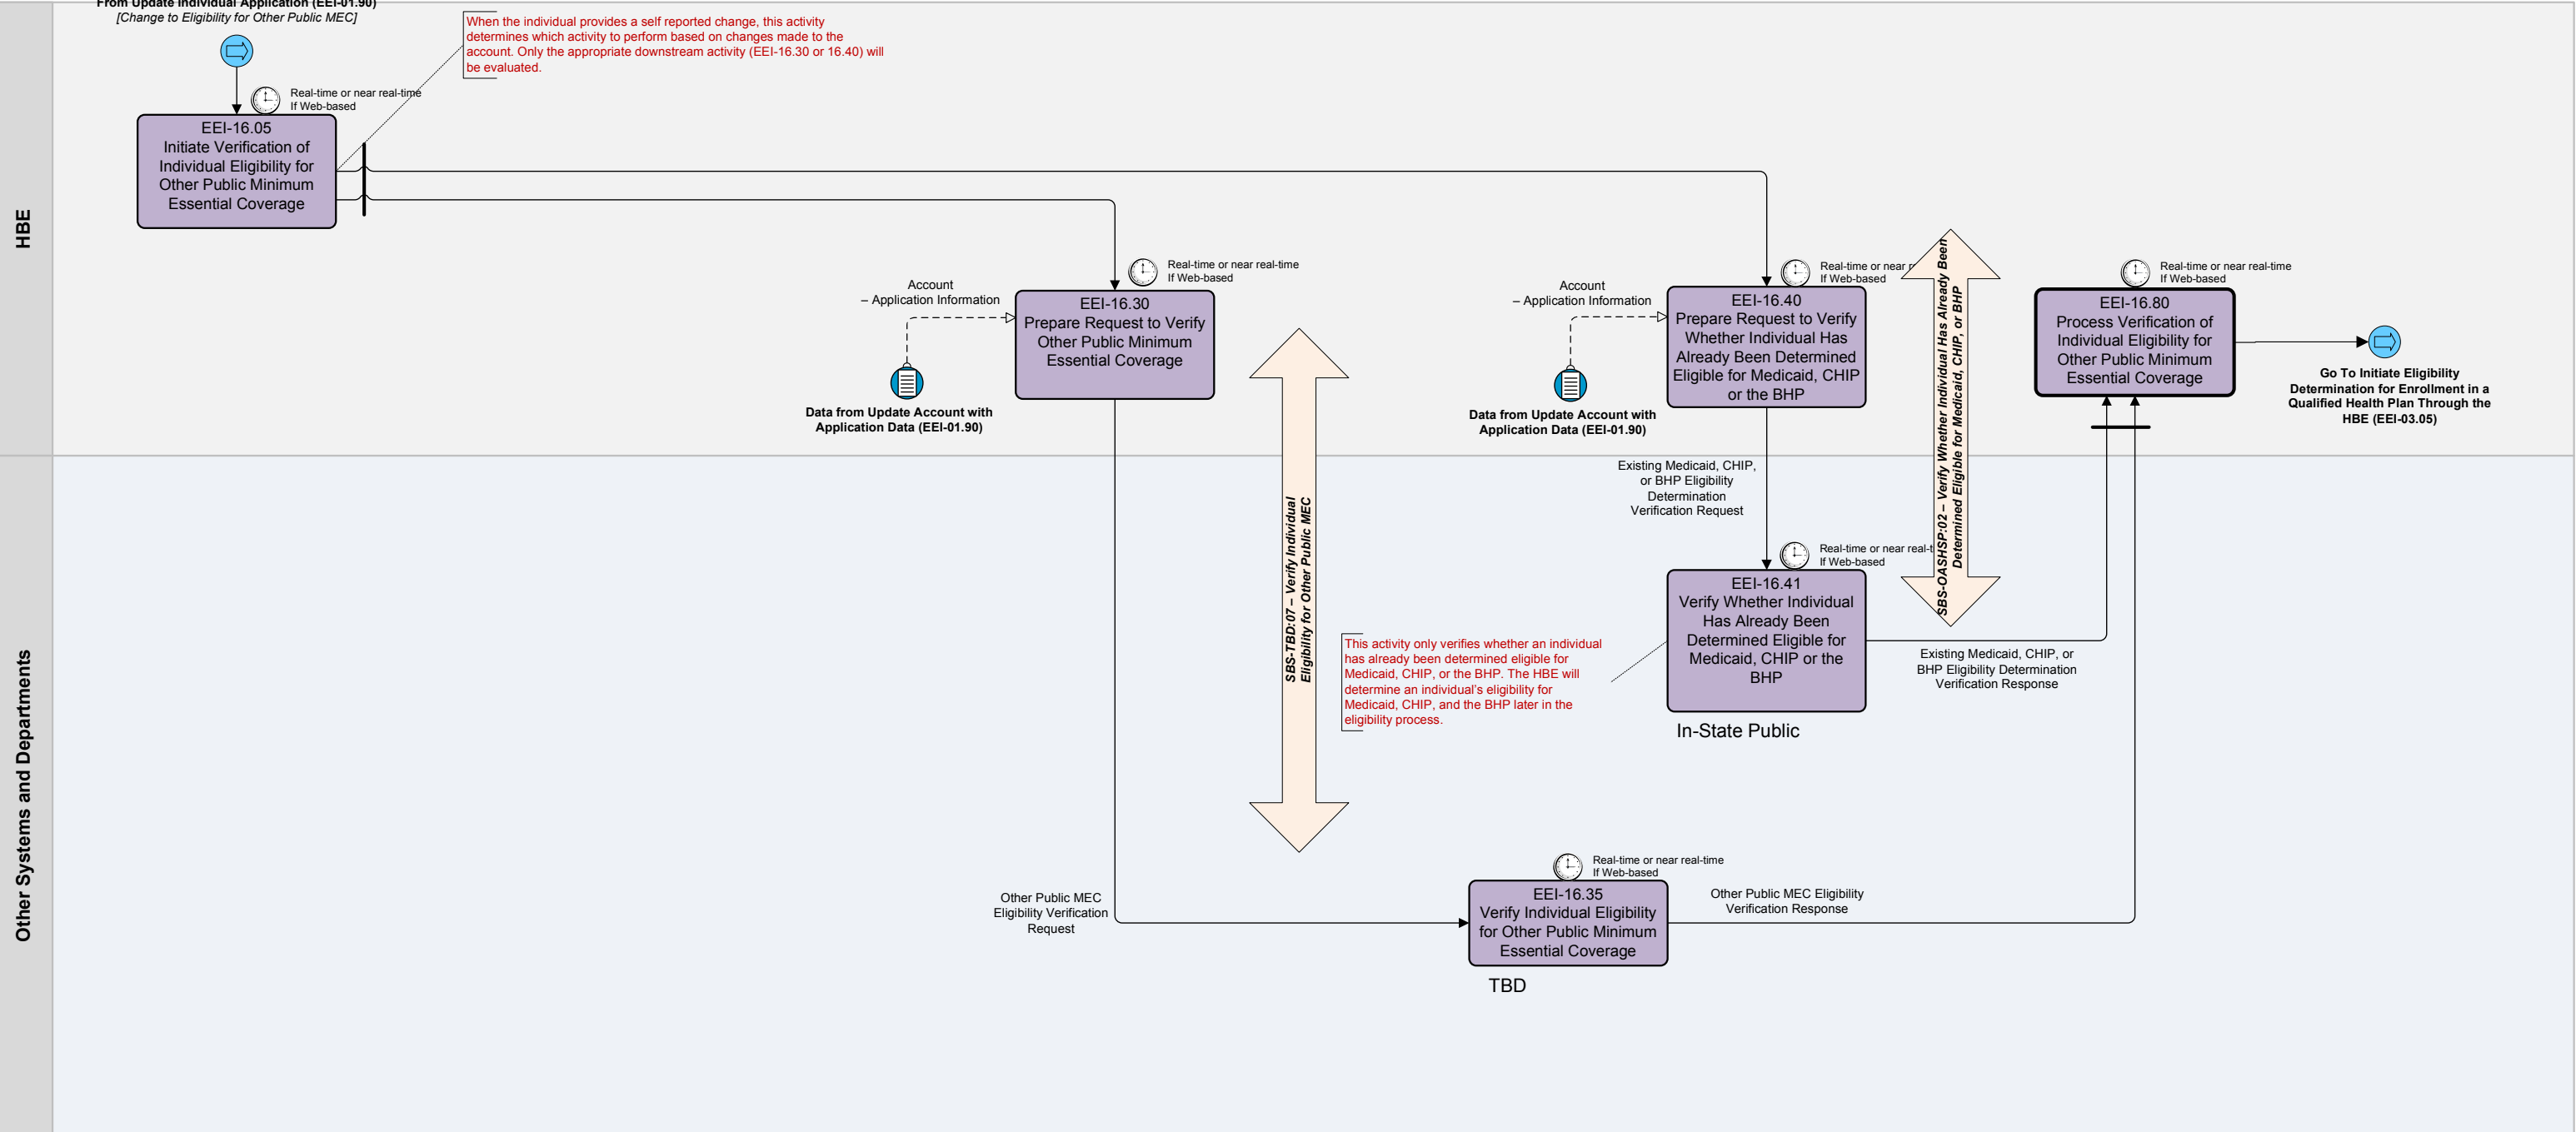 From Update Individual Application (EEI-01.90)
[Change to Eligibility for Other Public MEC]
When the individual provides a self reported change, this activity
determines which activity to perform based on changes made to the
account. Only the appropriate downstream activity (EEI-16.30 or 16.40) will
be evaluated.
Real-time or near real-time
If Web-based
EEI-16.05
Initiate Verification of
Individual Eligibility for
Other Public Minimum
Essential Coverage
HBE
Account
– Application Information
Data from Update Account with
Application Data (EEI-01.90)
Real-time or near real-time
If Web-based
EEI-16.30
Prepare Request to Verify
Other Public Minimum
Essential Coverage
Account
– Application Information
Data from Update Account with
Application Data (EEI-01.90)
Real-time or near r
If Web-based
EEI-16.40
Prepare Request to Verify
Whether Individual Has
Already Been Determined
Eligible for Medicaid, CHIP
or the BHP
SBS-OASHSP:02 – Verify Whether Individual Has Already Been
Determined Eligible for Medicaid, CHIP, or BHP
Real-time or near real-time
If Web-based
EEI-16.80
Process Verification of
Individual Eligibility for
Other Public Minimum
Essential Coverage
Go To Initiate Eligibility
Determination for Enrollment in a
Qualified Health Plan Through the
HBE (EEI-03.05)
Other Systems and Departments
SBS-TBD:07 – Verify Individual
Eligibility for Other Public MEC
Existing Medicaid, CHIP,
or BHP Eligibility
Determination
Verification Request
Real-time or near real-t
If Web-based
EEI-16.41
Verify Whether Individual
Has Already Been
Determined Eligible for
Medicaid, CHIP or the
BHP
In-State Public
This activity only verifies whether an individual
has already been determined eligible for
Medicaid, CHIP, or the BHP. The HBE will
determine an individual's eligibility for
Medicaid, CHIP, and the BHP later in the
eligibility process.
Existing Medicaid, CHIP, or
BHP Eligibility Determination
Verification Response
Other Public MEC
Eligibility Verification
Request
Real-time or near real-time
If Web-based
EEI-16.35
Verify Individual Eligibility
for Other Public Minimum
Essential Coverage
TBD
Other Public MEC Eligibility
Verification Response